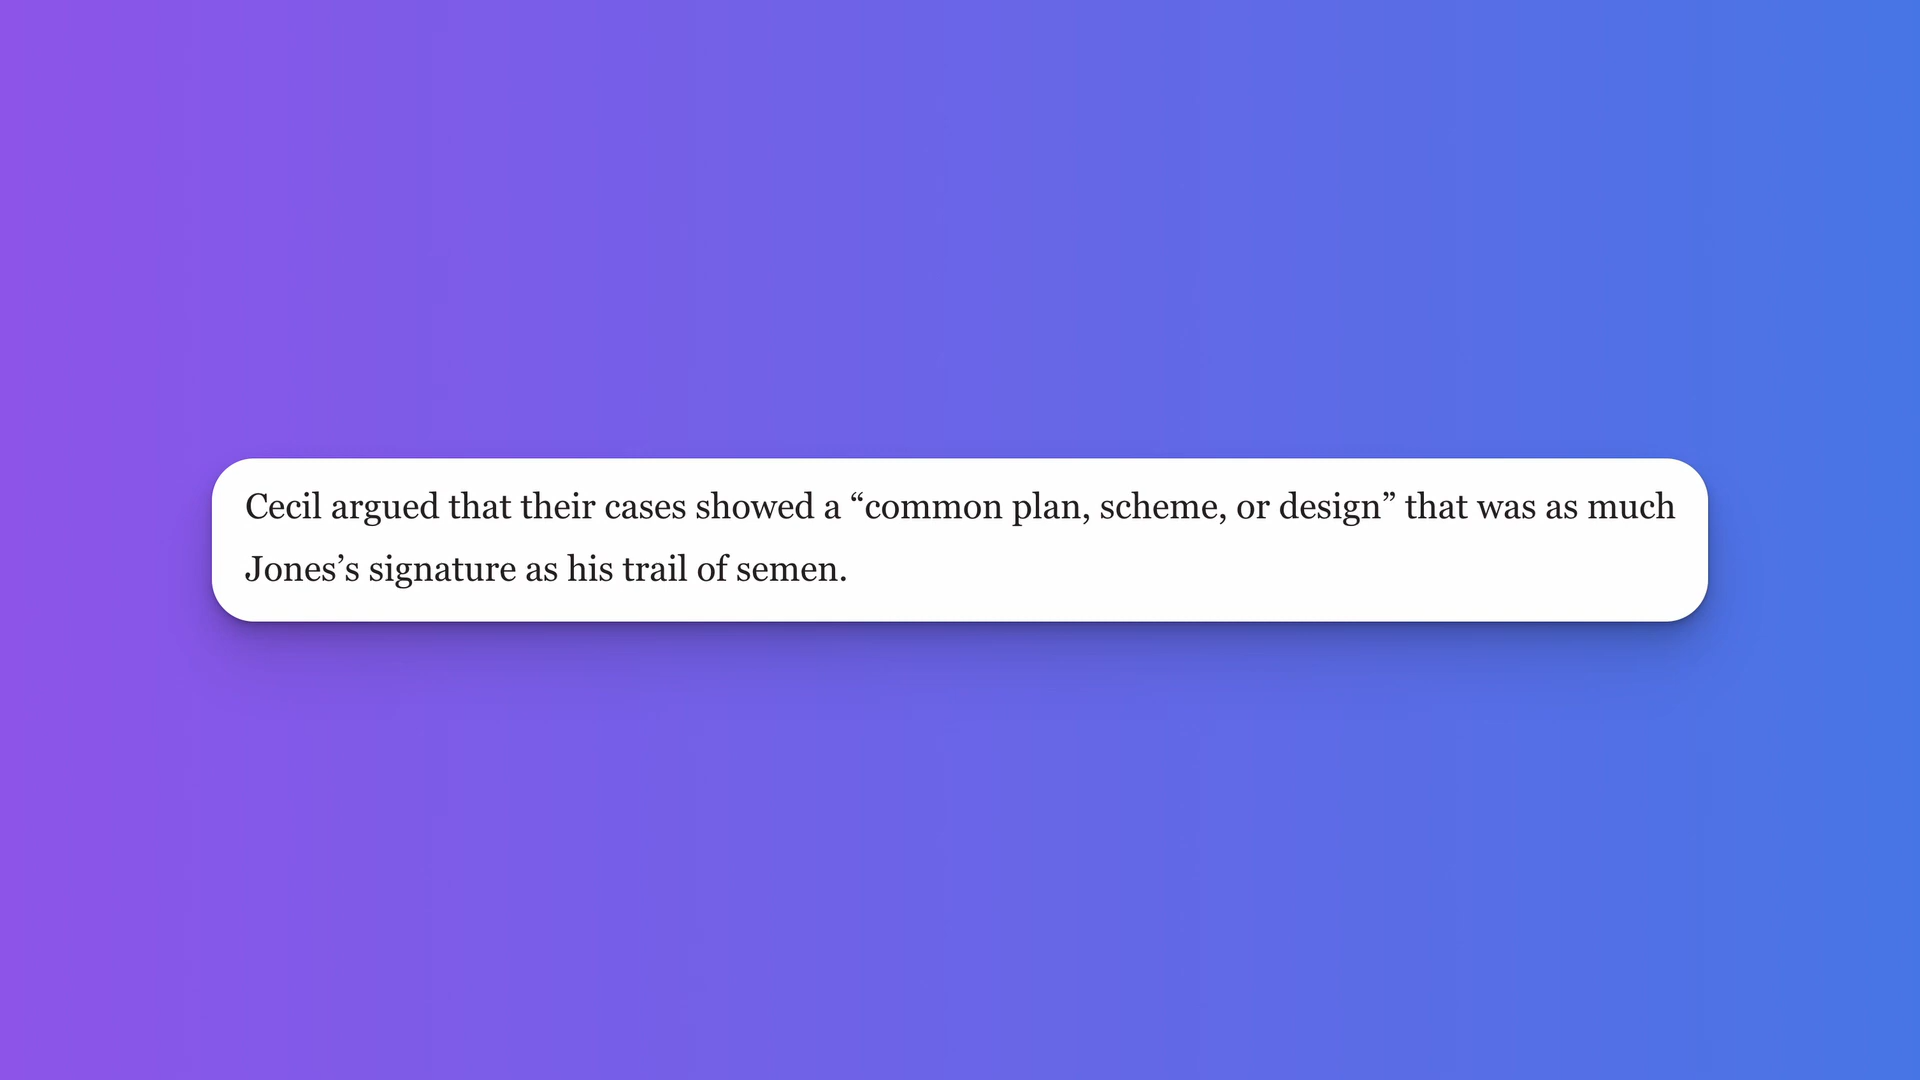 Cecil argued that their cases showed a “common plan, scheme, or design” that was as much
Jones’s signature as his trail of semen.